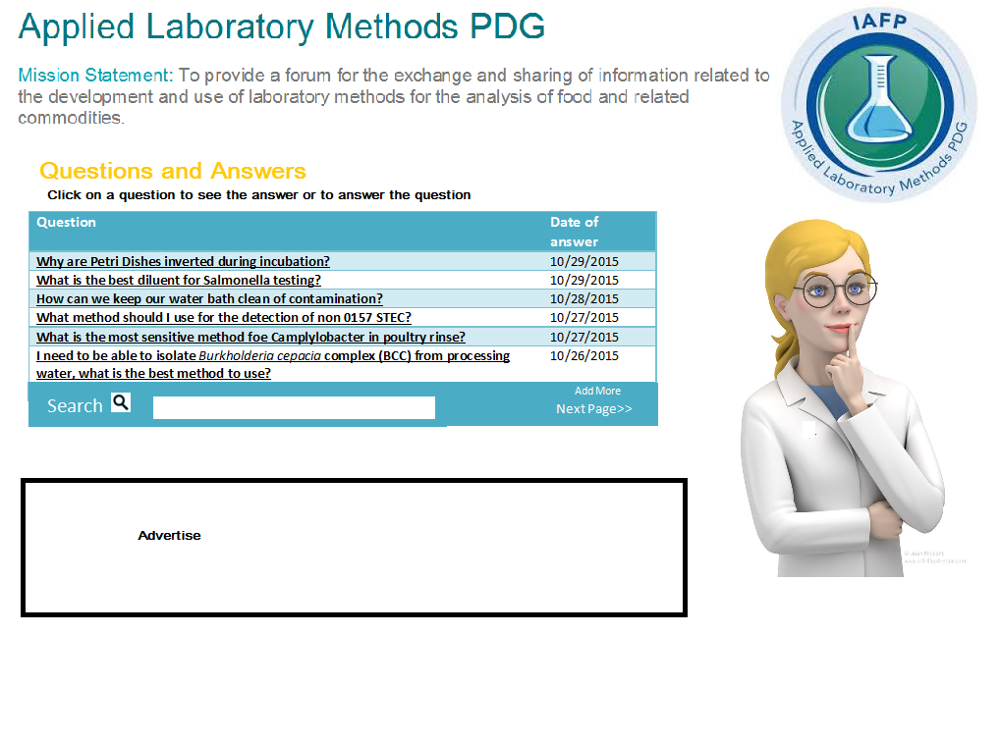 Applied Laboratory Methods PDG
Mission Statement: To provide a forum for the exchange and sharing of information related to
the development and use of laboratory methods for the analysis of food and related
commodities.
IAFP
Applied Laboratory Methods PDG
Questions and Answers
Click on a question to see the answer or to answer the question
Question Date of
answer
Why are Petri Dishes inverted during incubation? 10/29/2015
What is the best diluent for Salmonella testing? 10/29/2015
How can we keep our water bath clean of contamination? 10/28/2015
What method should I use for the detection of non 0157 STEC? 10/27/2015
What is the most sensitive method foe Camplylobacter in poultry rinse? 10/27/2015
I need to be able to isolate Burkholderia cepacia complex (BCC) from processing 10/26/2015
water, what is the best method to use?
Add More
Search Next Page>>
Advertise